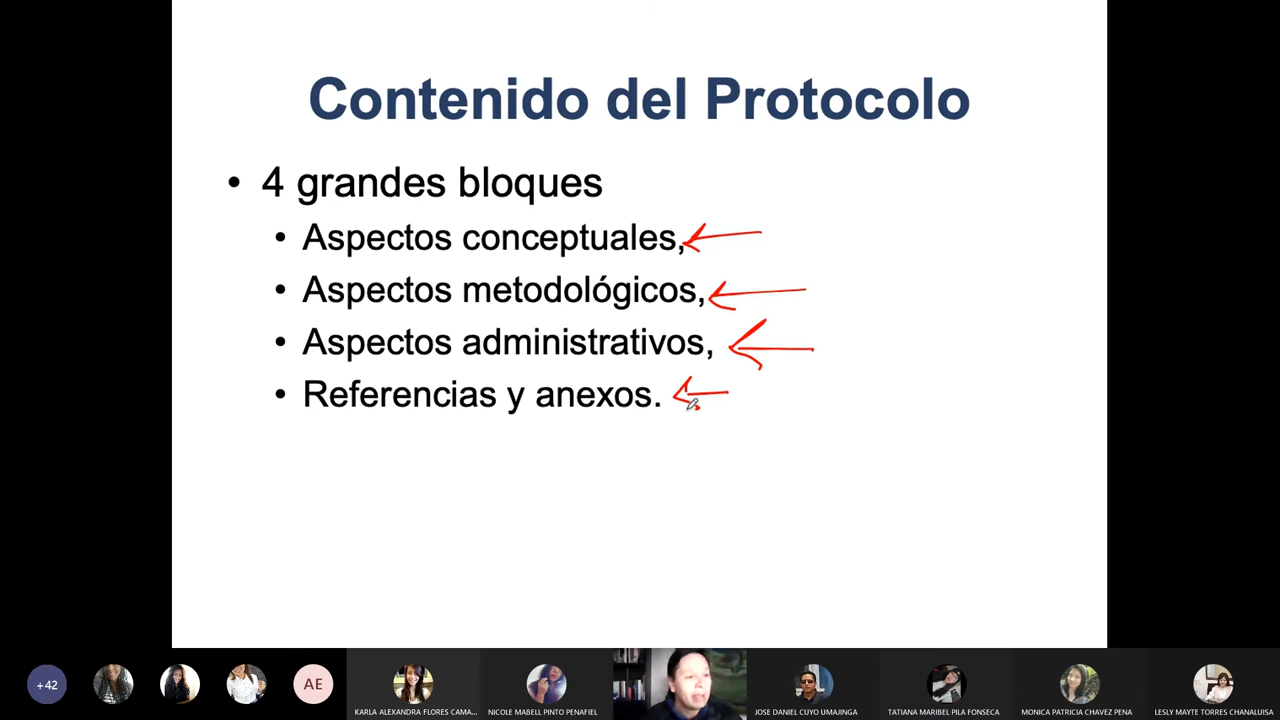 Contenido del Protocolo
• 4 grandes bloques
• Aspectos conceptuales,
• Aspectos metodológicos,
• Aspectos administrativos,
• Referencias y anexos.
+42
AE
KARLA ALEXANDRA FLORES CAMA...
NICOLE MABELL PINTO PEÑAFIEL
JOSE DANIEL CUYO UMAJINGA
TATIANA MARIBEL PILA FONSECA
MONICA PATRICIA CHAVEZ PENA
LESLY MAYTE TORRES CHANALUISA